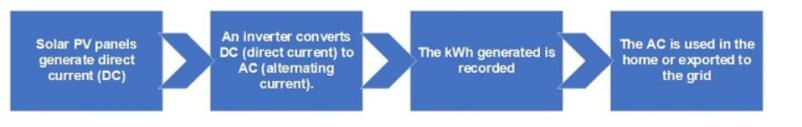 Solar PV panels
generate direct
current (DC)
An inverter converts
DC (direct current) to
AC (alternating
current).
The kWh generated is
recorded
The AC is used in the
home or exported to
the grid